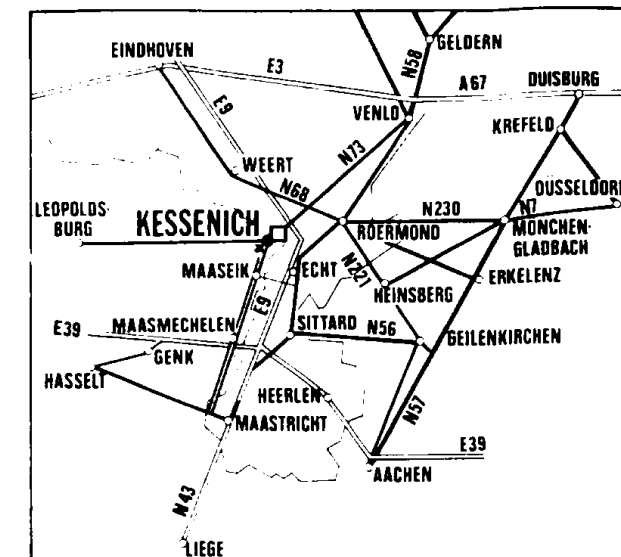 GELDERN
EINDHOVEN
E3
N58
A67
DUISBURG
E9
VENLO
KREFELD
N73
WEERT
N68
DUSSELDORF
LEOPOLDS-
BURG
KESSENICH
N230
N7
ROERMOND
MÖNCHEN-
GLADBACH
MAASEIK
ECHT
N221
HEINSBERG
ERKELENZ
E9
E39
MAASMECHELEN
SITTARD
N56
GEILENKIRCHEN
GENK
HASSELT
HEERLEN
N57
MAASTRICHT
E39
AACHEN
N43
LIEGE